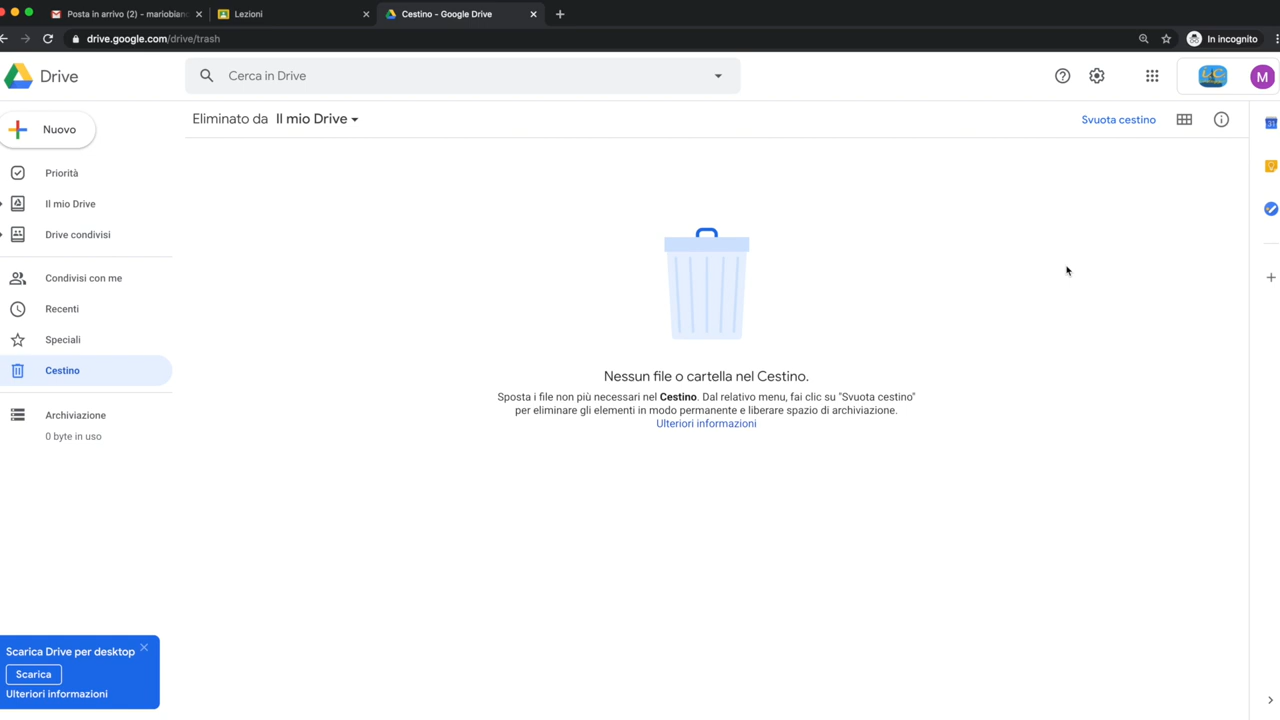 Posta in arrivo (2) - mariobian
Lezioni
Cestino - Google Drive
drive.google.com/drive/trash
In incognito
Drive
Cerca in Drive
i.C
M
Nuovo
Eliminato da Il mio Drive
Svuota cestino
Priorità
Il mio Drive
Drive condivisi
Condivisi con me
Recenti
Speciali
Cestino
Archiviazione
0 byte in uso
Nessun file o cartella nel Cestino.
Sposta i file non più necessari nel Cestino. Dal relativo menu, fai clic su "Svuota cestino"
per eliminare gli elementi in modo permanente e liberare spazio di archiviazione.
Ulteriori informazioni
31
Scarica Drive per desktop
Scarica
Ulteriori informazioni